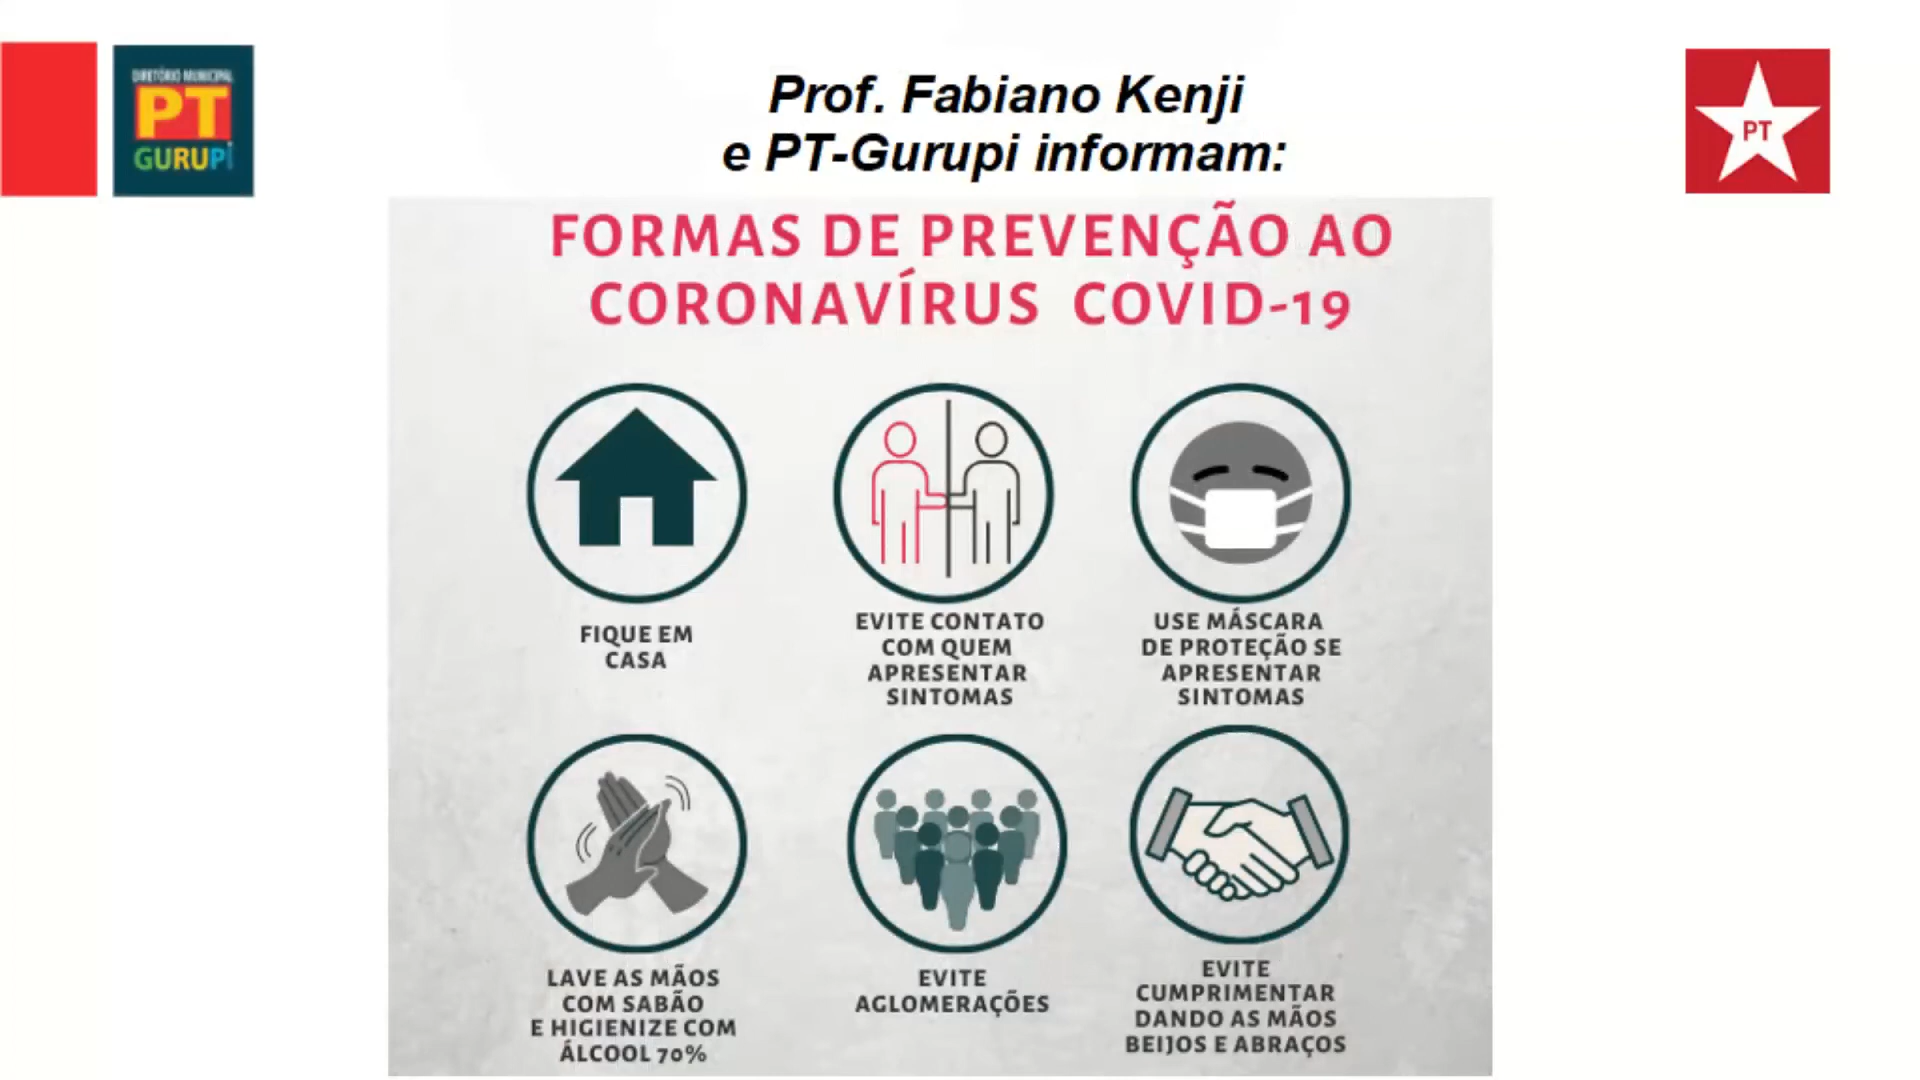 DIRETÓRIO MUNICIPAL
PT
GURUPi
Prof. Fabiano Kenji
e PT-Gurupi informam:
PT
FORMAS DE PREVENÇÃO AO
CORONAVÍRUS COVID-19
FIQUE EM
CASA
EVITE CONTATO
COM QUEM
APRESENTAR
SINTOMAS
USE MÁSCARA
DE PROTEÇÃO SE
APRESENTAR
SINTOMAS
LAVE AS MÃOS
COM SABÃO
E HIGIENIZE COM
ÁLCOOL 70%
EVITE
AGLOMERAÇÕES
EVITE
CUMPRIMENTAR
DANDO AS MÃOS
BEIJOS E ABRAÇOS